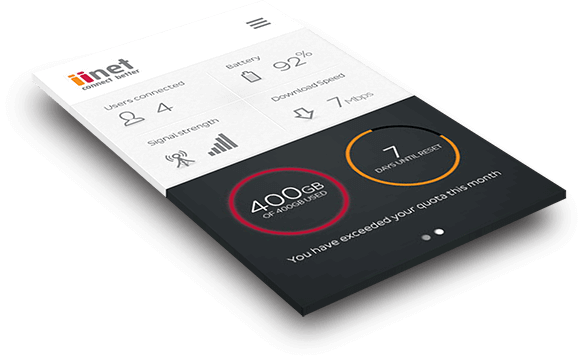 iinet
connect better
Users connected
4
Battery
92%
Signal strength
Download Speed
7 Mbps
400GB
OF 400GB USED
7
DAYS UNTIL RESET
You have exceeded your quota this month